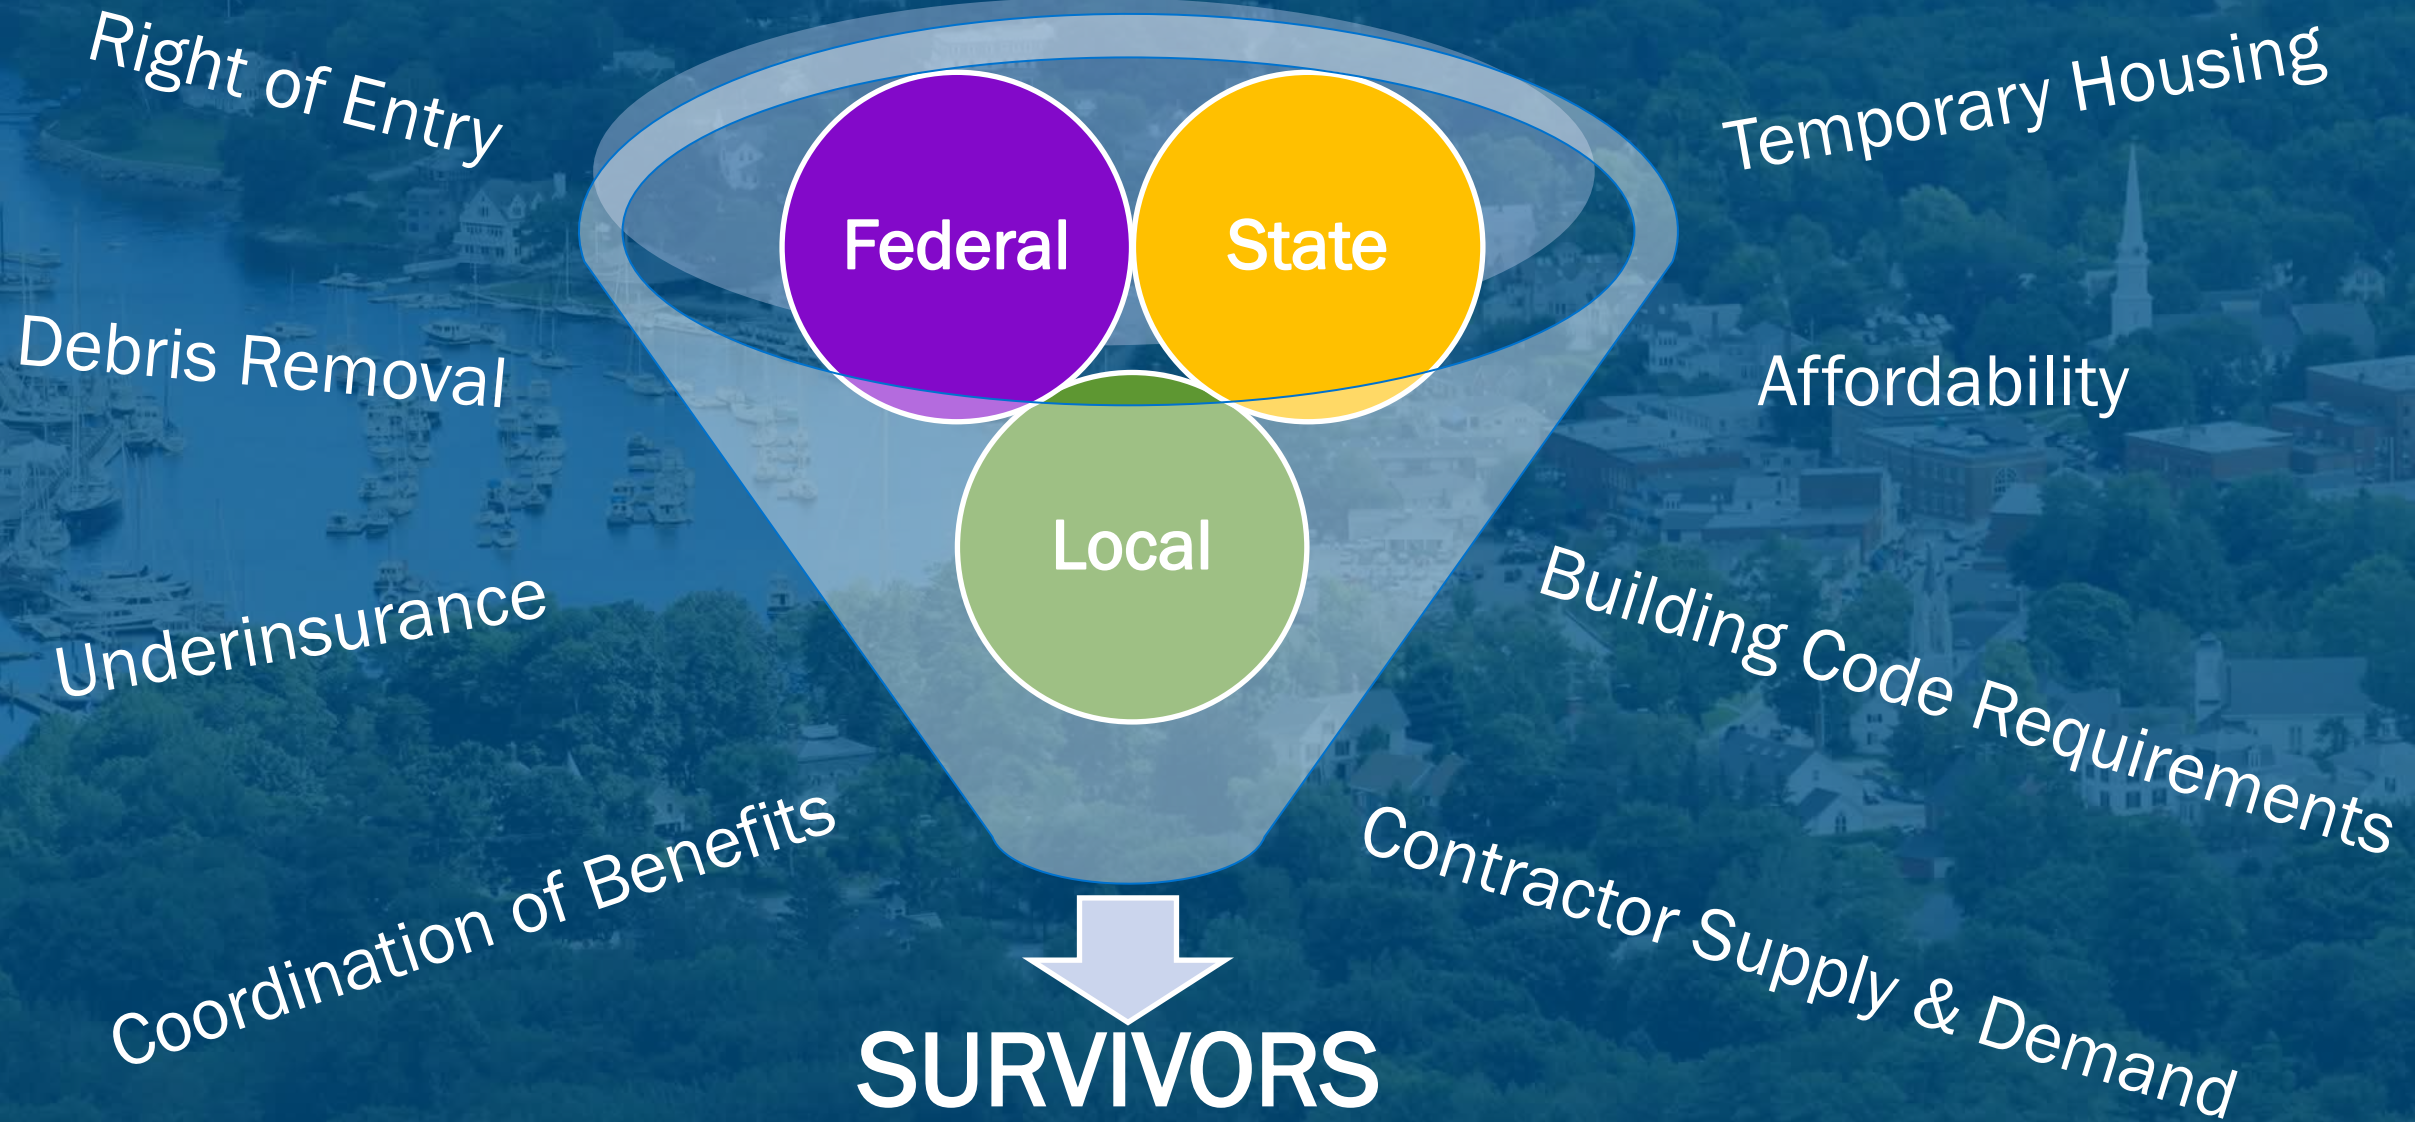 Right of Entry
Temporary Housing
Federal
State
Debris Removal
Affordability
Local
Underinsurance
Building Code Requirements
Coordination of Benefits
Contractor Supply & Demand
SURVIVORS